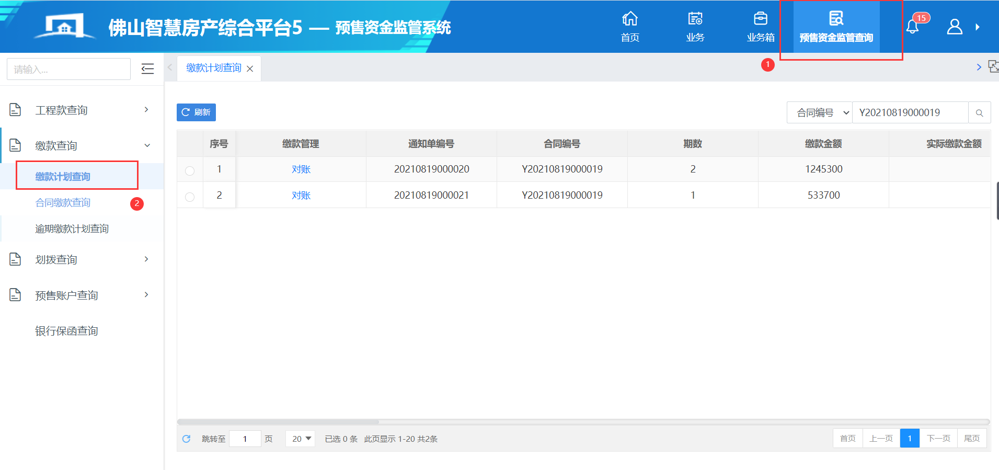 佛山智慧房产综合平台5 — 预售资金监管系统
首页
业务
业务箱
预售资金监管查询
15
请输入...
缴款计划查询
1
工程款查询
缴款查询
缴款计划查询
合同缴款查询
2
逾期缴款计划查询
划拨查询
预售账户查询
银行保函查询
刷新
合同编号 Y20210819000019
序号 缴款管理 通知单编号 合同编号 期数 缴款金额 实际缴款金额
1 对账 20210819000020 Y20210819000019 2 1245300
2 对账 20210819000021 Y20210819000019 1 533700
跳转至 1 页 20 已选 0 条 此页显示 1-20 共2条
首页 上一页 1 下一页 尾页